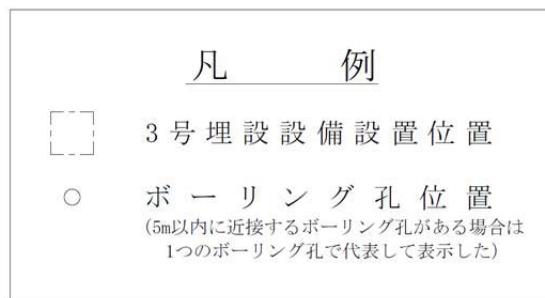 凡例
3号埋設設備設置位置
ボーリング孔位置
(5m以内に近接するボーリング孔がある場合は
1つのボーリング孔で代表して表示した)